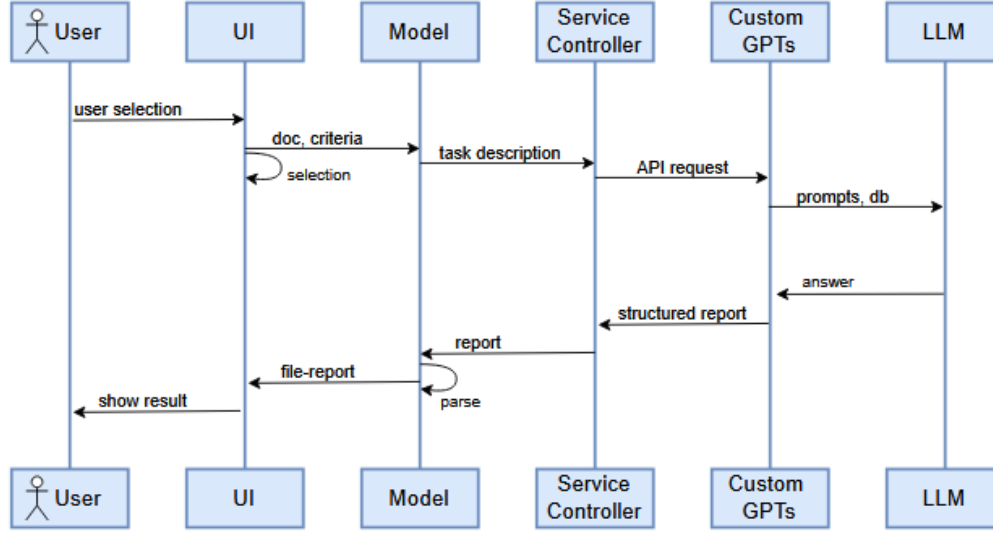 User
UI
Model
Service
Controller
Custom
GPTs
LLM
user selection
doc, criteria
selection
task description
API request
prompts, db
answer
structured report
report
parse
file-report
show result
User
UI
Model
Service
Controller
Custom
GPTs
LLM